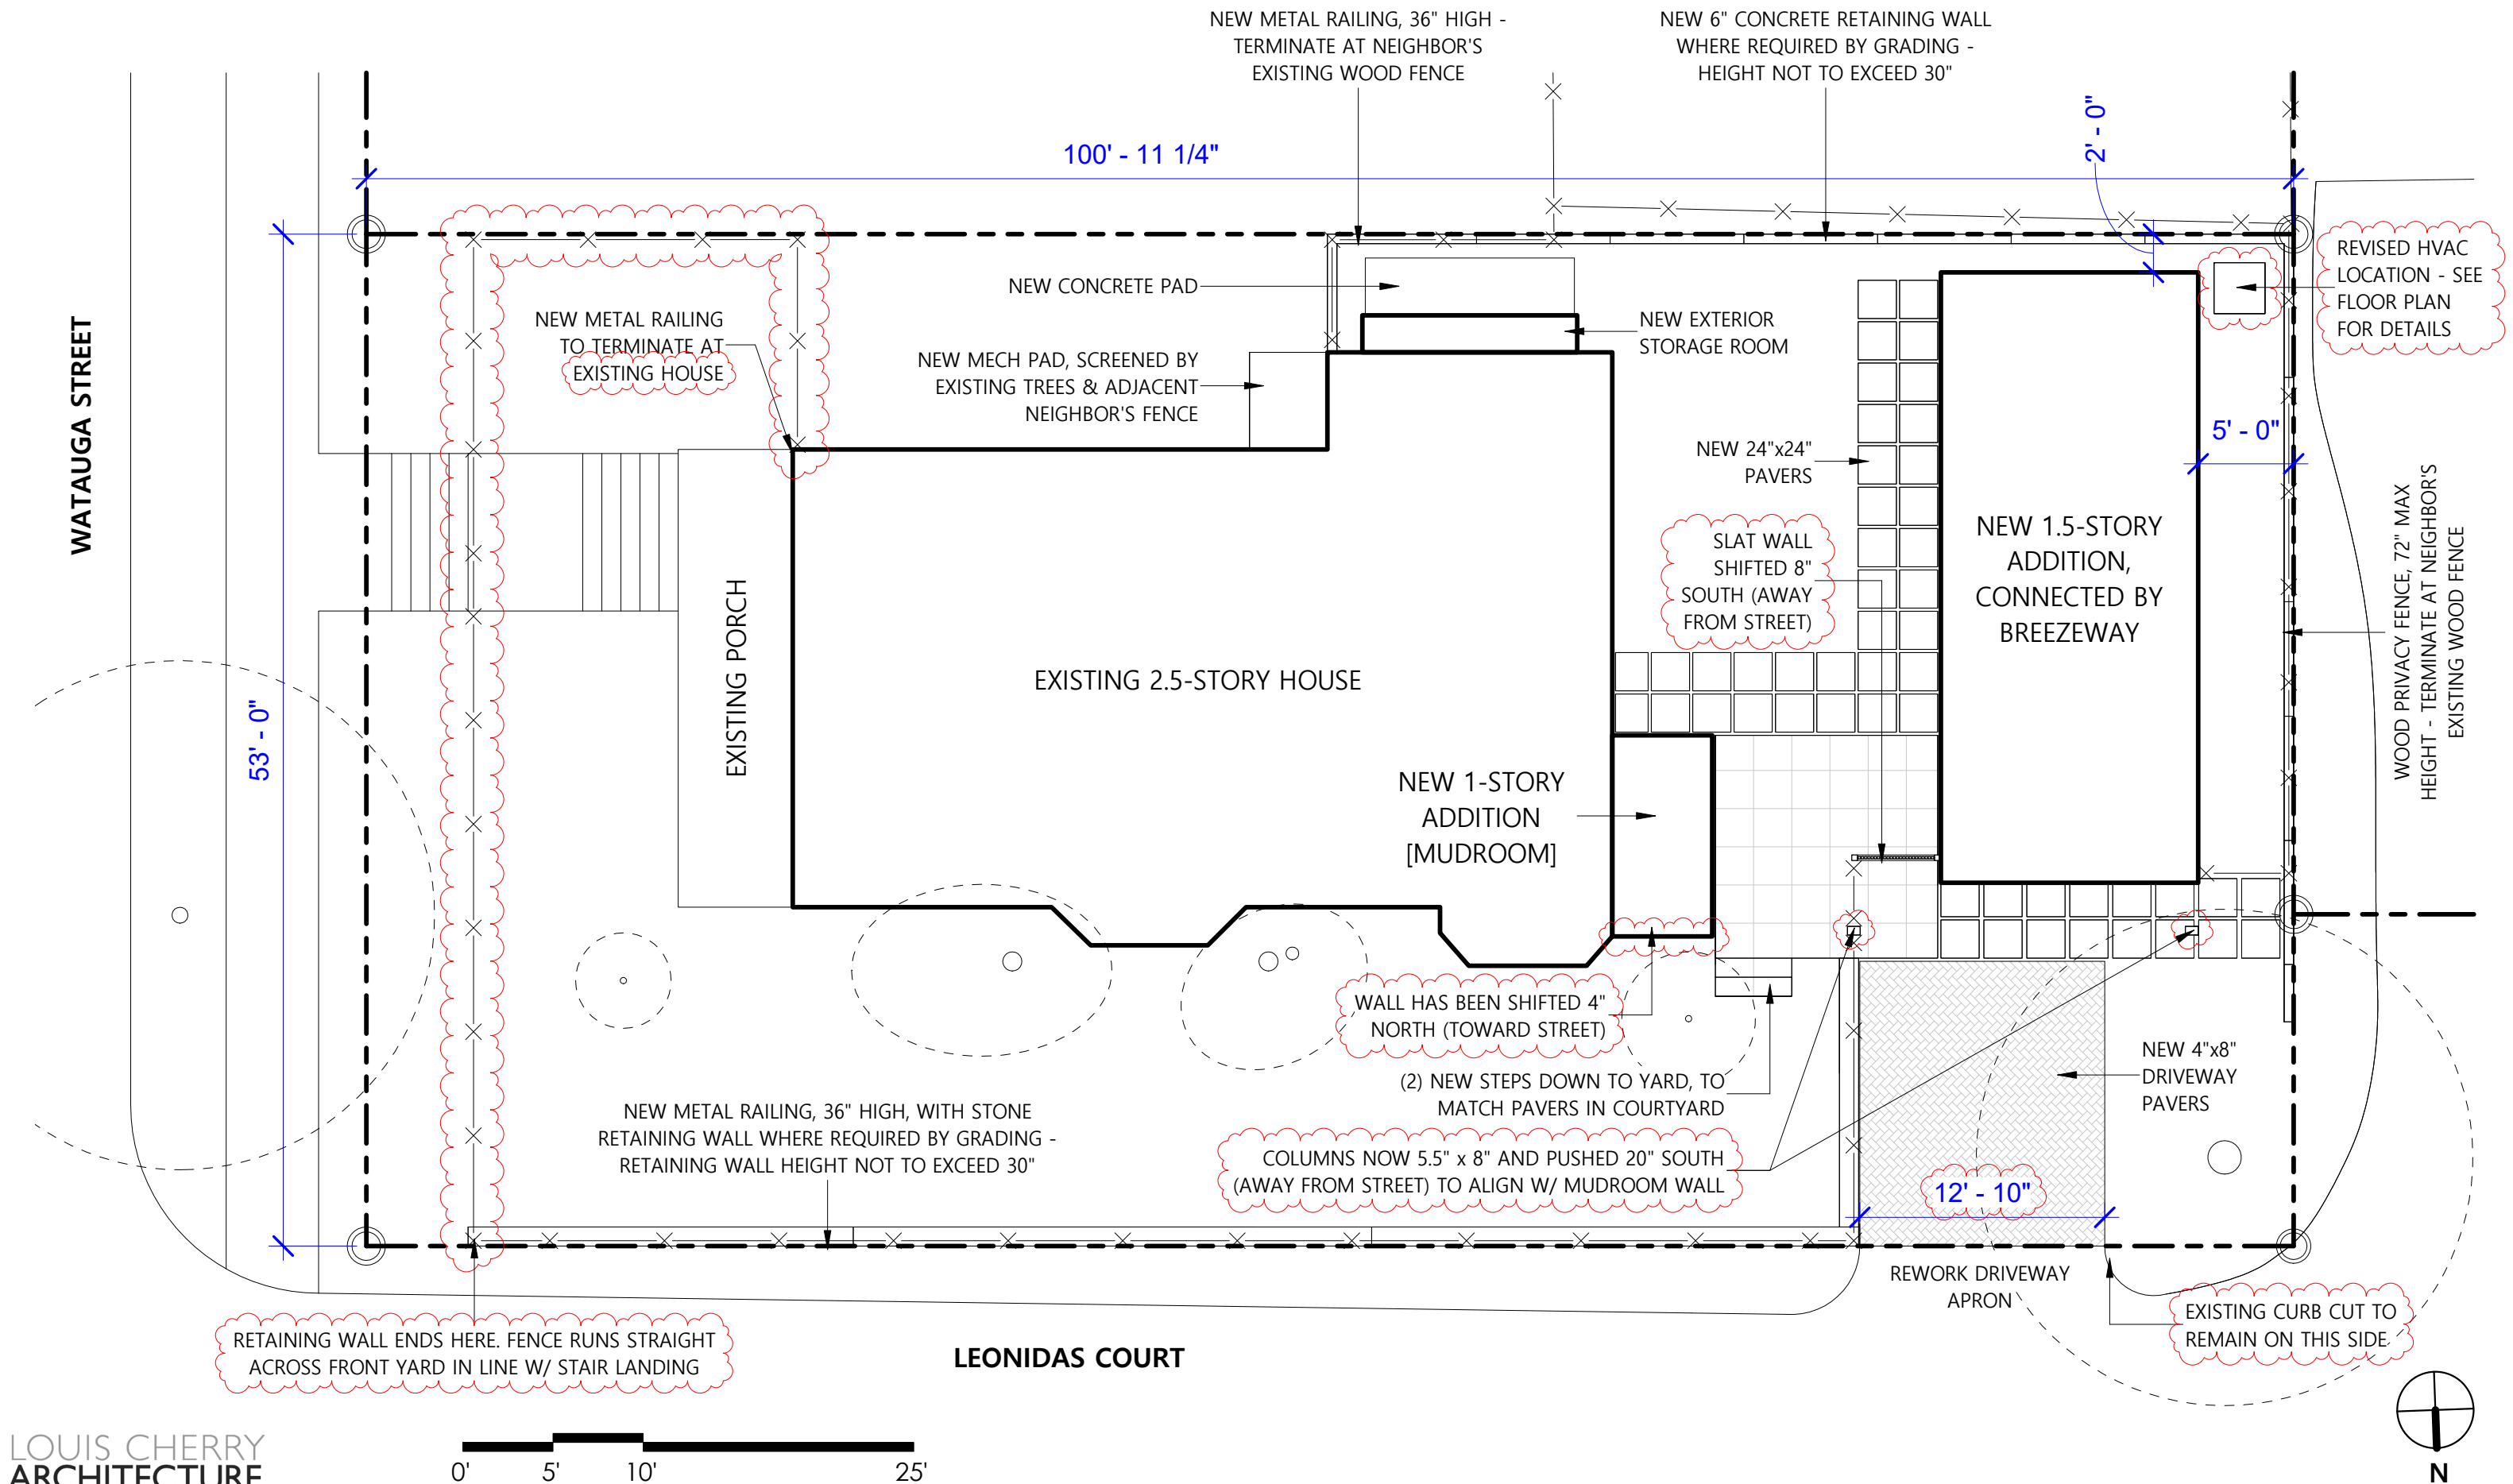 NEW METAL RAILING, 36" HIGH -
TERMINATE AT NEIGHBOR'S
EXISTING WOOD FENCE
NEW 6" CONCRETE RETAINING WALL
WHERE REQUIRED BY GRADING -
HEIGHT NOT TO EXCEED 30"
100' - 11 1/4"
2' - 0"
REVISED HVAC
LOCATION - SEE
FLOOR PLAN
FOR DETAILS
NEW CONCRETE PAD
NEW METAL RAILING
TO TERMINATE AT
EXISTING HOUSE
NEW EXTERIOR
STORAGE ROOM
NEW MECH PAD, SCREENED BY
EXISTING TREES & ADJACENT
NEIGHBOR'S FENCE
WATAUGA STREET
5' - 0"
NEW 24"x24"
PAVERS
WOOD PRIVACY FENCE, 72" MAX
HEIGHT - TERMINATE AT NEIGHBOR'S
EXISTING WOOD FENCE
SLAT WALL
SHIFTED 8"
SOUTH (AWAY
FROM STREET)
NEW 1.5-STORY
ADDITION,
CONNECTED BY
BREEZEWAY
EXISTING PORCH
EXISTING 2.5-STORY HOUSE
53' - 0"
NEW 1-STORY
ADDITION
[MUDROOM]
WALL HAS BEEN SHIFTED 4"
NORTH (TOWARD STREET)
(2) NEW STEPS DOWN TO YARD, TO
MATCH PAVERS IN COURTYARD
NEW 4"x8"
DRIVEWAY
PAVERS
NEW METAL RAILING, 36" HIGH, WITH STONE
RETAINING WALL WHERE REQUIRED BY GRADING -
RETAINING WALL HEIGHT NOT TO EXCEED 30"
COLUMNS NOW 5.5" x 8" AND PUSHED 20" SOUTH
(AWAY FROM STREET) TO ALIGN W/ MUDROOM WALL
12' - 10"
REWORK DRIVEWAY
APRON
EXISTING CURB CUT TO
REMAIN ON THIS SIDE
RETAINING WALL ENDS HERE. FENCE RUNS STRAIGHT
ACROSS FRONT YARD IN LINE W/ STAIR LANDING
LEONIDAS COURT
LOUIS CHERRY
ARCHITECTURE
0' 5' 10' 25'
N